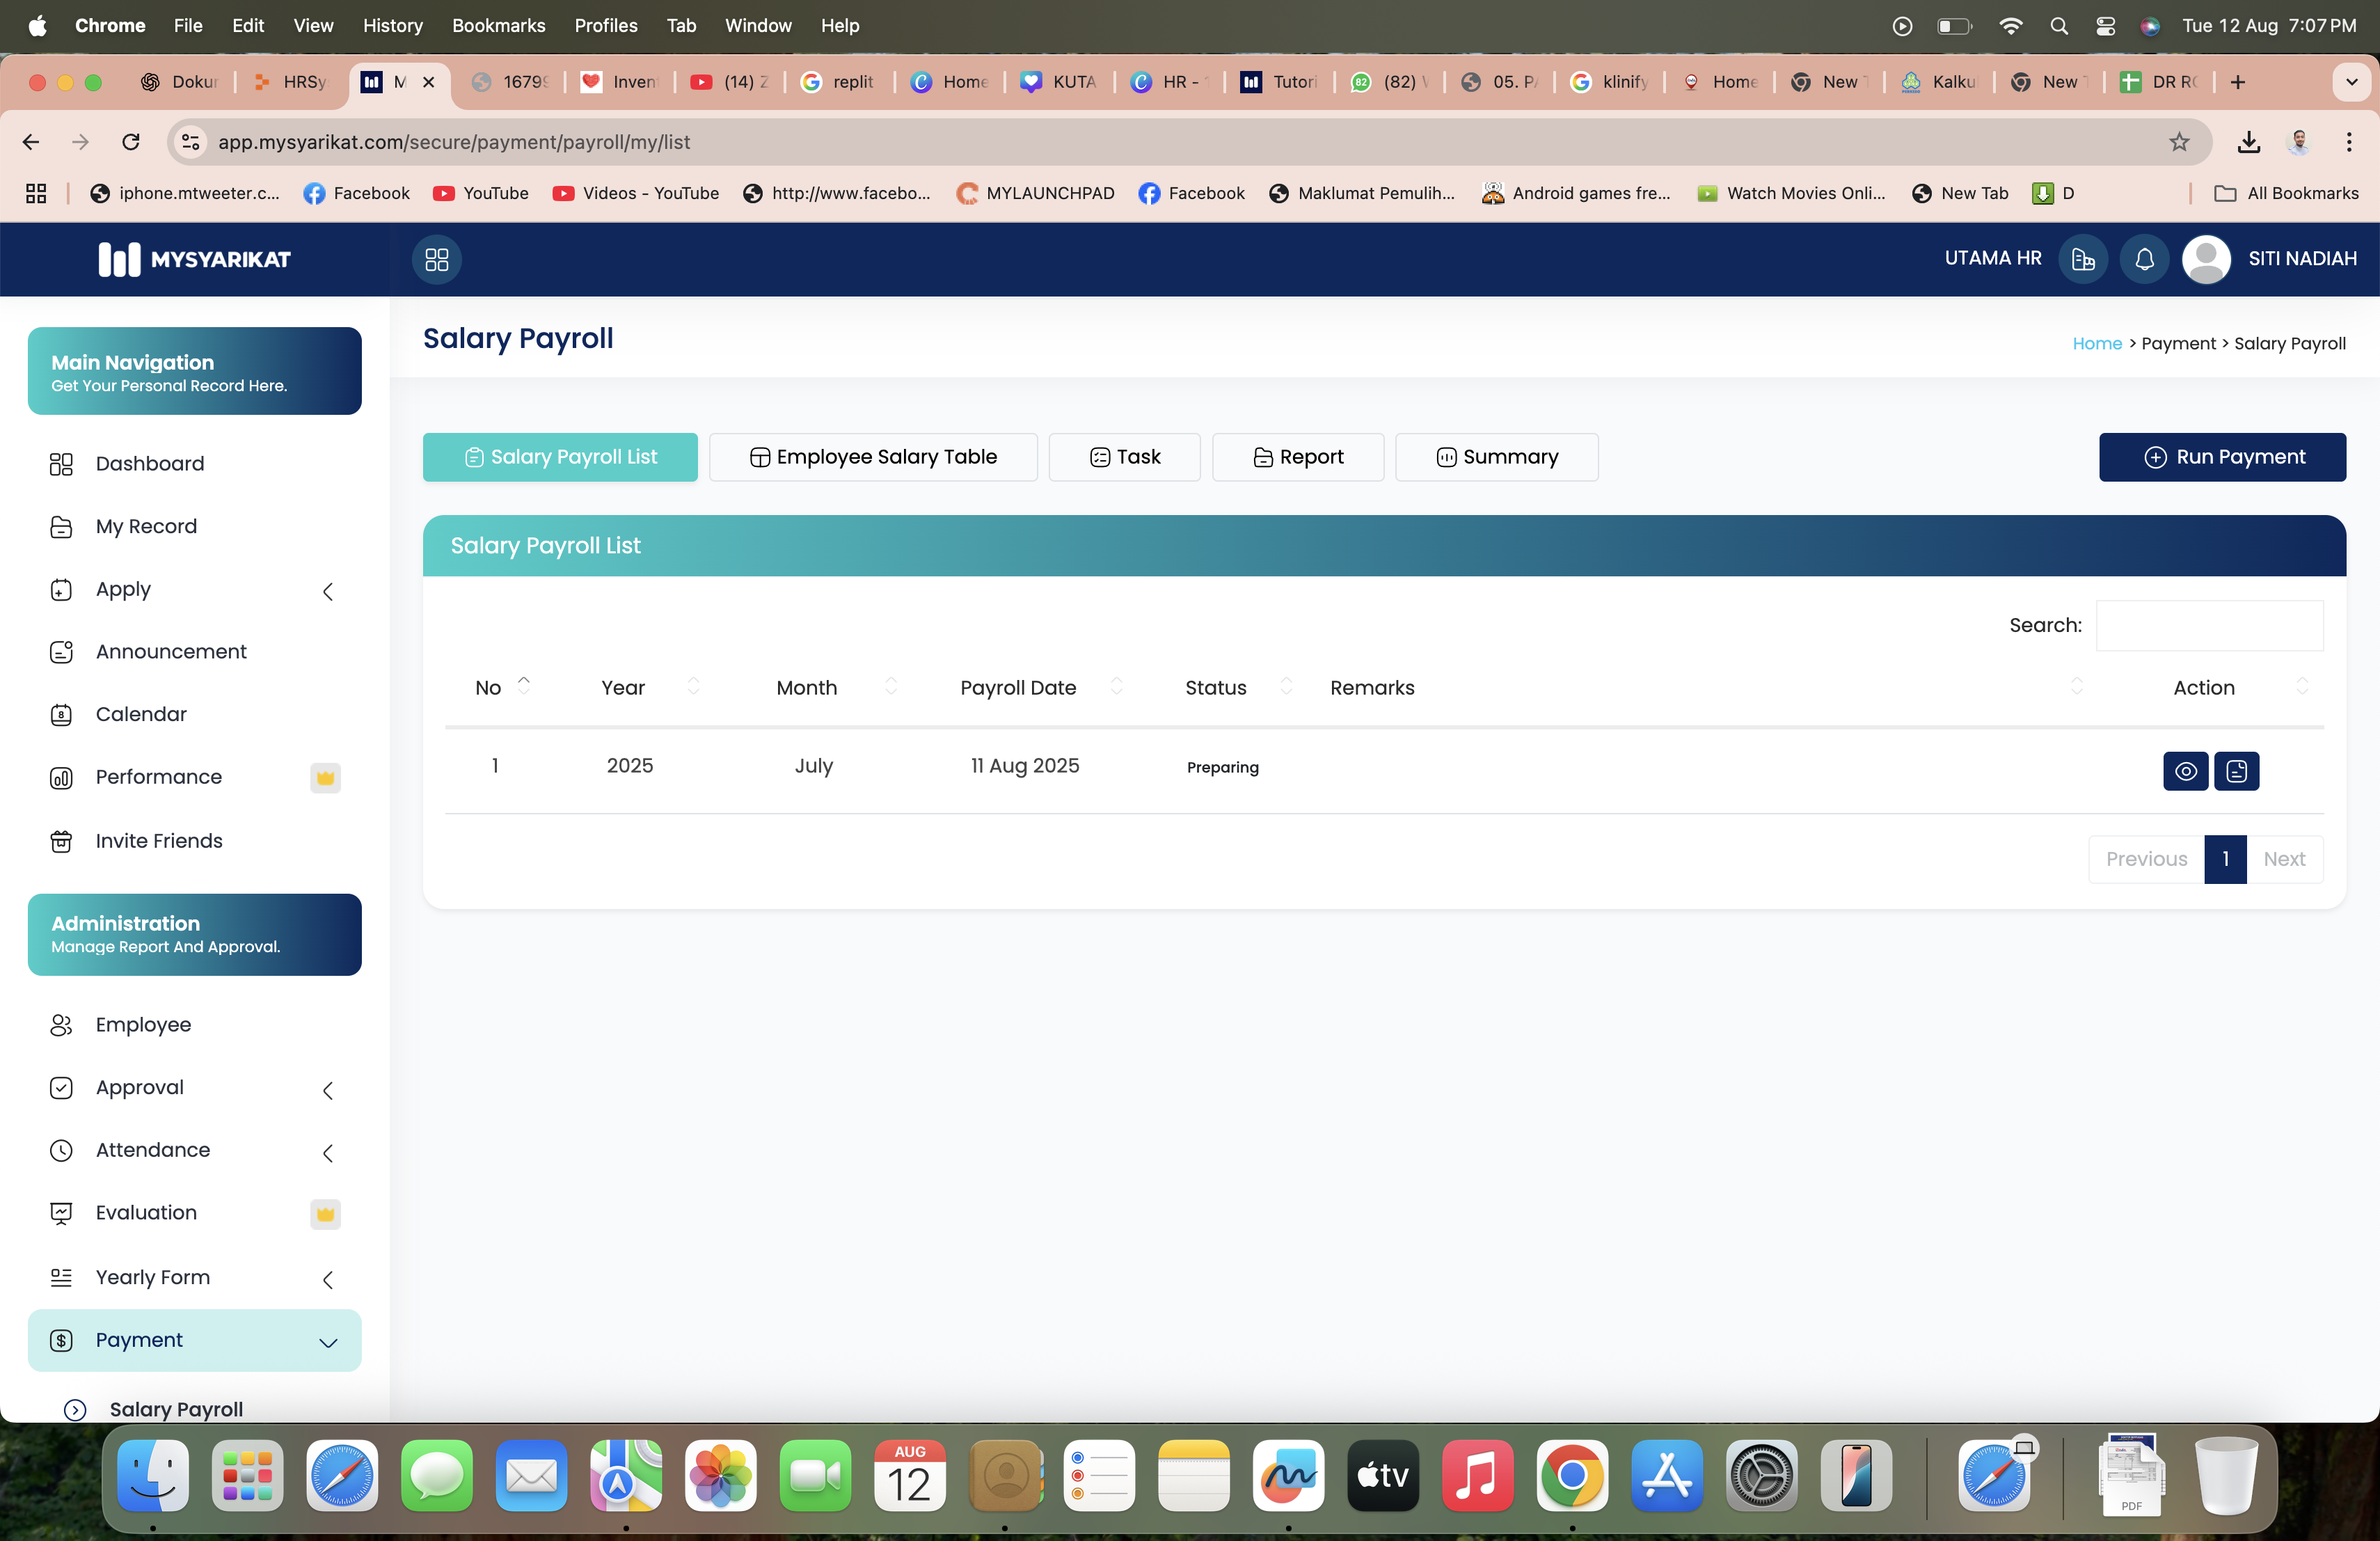 Chrome File Edit View History Bookmarks Profiles Tab Window Help Tue 12 Aug 7:07 PM
Dokur HRSy M 1679 Inven (14) Z replit Home KUTA HR - Tutori (82) 05. P klinify Home New Kalku New DR R
app.mysyarikat.com/secure/payment/payroll/my/list
iphone.mtweeter.c... Facebook YouTube Videos - YouTube http://www.facebo... MYLAUNCHPAD Facebook Maklumat Pemulih... Android games fre... Watch Movies Onli... New Tab D All Bookmarks
MYSYARIKAT UTAMA HR SITI NADIAH
Salary Payroll
Home > Payment > Salary Payroll
Main Navigation
Get Your Personal Record Here.
Dashboard
My Record
Apply
Announcement
Calendar
8
Performance
Invite Friends
Administration
Manage Report And Approval.
Employee
Approval
Attendance
Evaluation
Yearly Form
Payment
Salary Payroll
Salary Payroll List Employee Salary Table Task Report Summary Run Payment
Salary Payroll List
Search:
No Year Month Payroll Date Status Remarks Action
1 2025 July 11 Aug 2025 Preparing
Previous 1 Next
AUG
12
tv
PDF